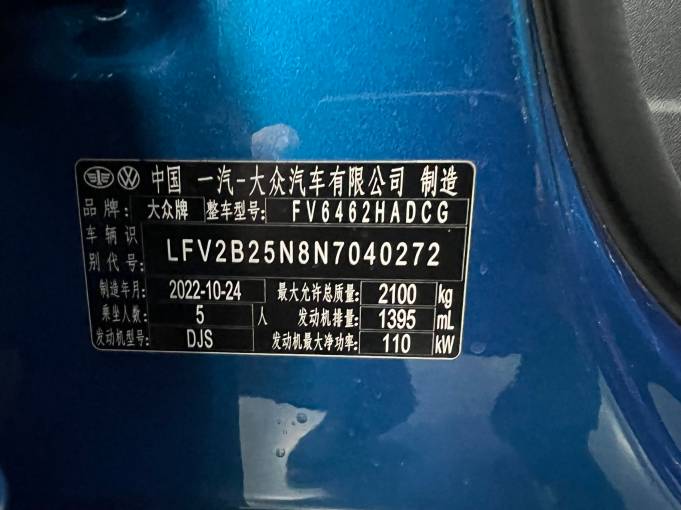 中国 一汽-大众汽车有限公司 制造
品牌: 大众牌 整车型号: FV6462HADCG
车辆识别代号: LFV2B25N8N7040272
制造年月: 2022-10-24 最大允许总质量: 2100 kg
乘坐人数: 5 人 发动机排量: 1395 mL
发动机型号: DJS 发动机最大净功率: 110 kW